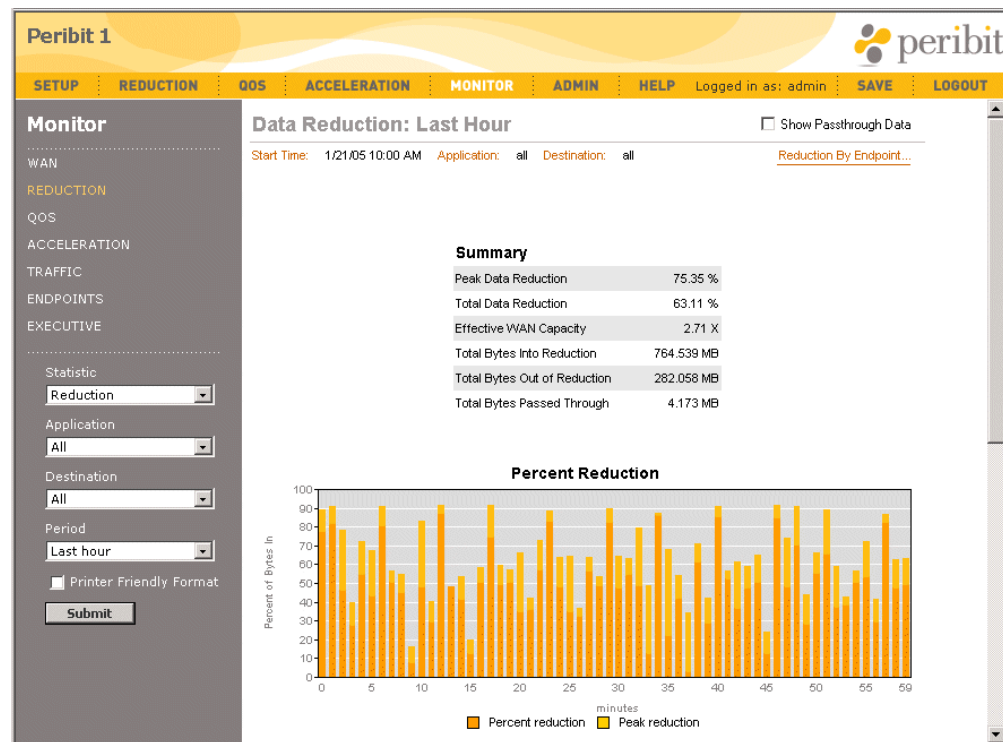 Peribit 1
peribit
SETUP REDUCTION QOS ACCELERATION MONITOR ADMIN HELP Logged in as: admin SAVE LOGOUT
Monitor
WAN
REDUCTION
QOS
ACCELERATION
TRAFFIC
ENDPOINTS
EXECUTIVE
Statistic
Reduction
Application
All
Destination
All
Period
Last hour
Printer Friendly Format
Submit
Data Reduction: Last Hour
Show Passthrough Data
Start Time: 1/21/05 10:00 AM Application: all Destination: all
Reduction By Endpoint...
Summary
Peak Data Reduction 75.35 %
Total Data Reduction 63.11 %
Effective WAN Capacity 2.71 X
Total Bytes Into Reduction 764.539 MB
Total Bytes Out of Reduction 282.058 MB
Total Bytes Passed Through 4.173 MB
Percent Reduction
Percent of Bytes In
100
90
80
70
60
50
40
30
20
10
0
0 5 10 15 20 25 30 35 40 45 50 55 59
minutes
Percent reduction Peak reduction